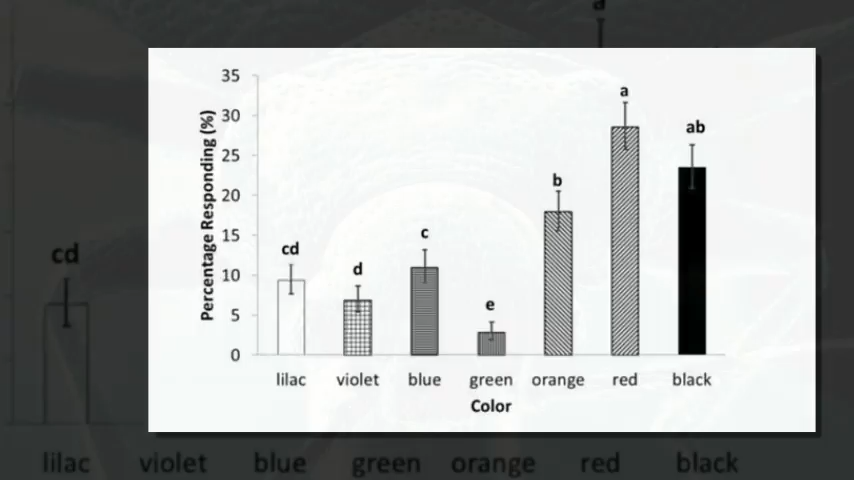 a
35
30
25
20
15
10
5
0
Percentage Responding (%)
cd
d
c
e
b
a
ab
lilac violet blue green orange red black
Color
cd
lilac violet blue green orange red black